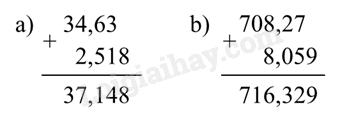 a) 34,63 b) 708,27
+ +
2,518 8,059
37,148 716,329